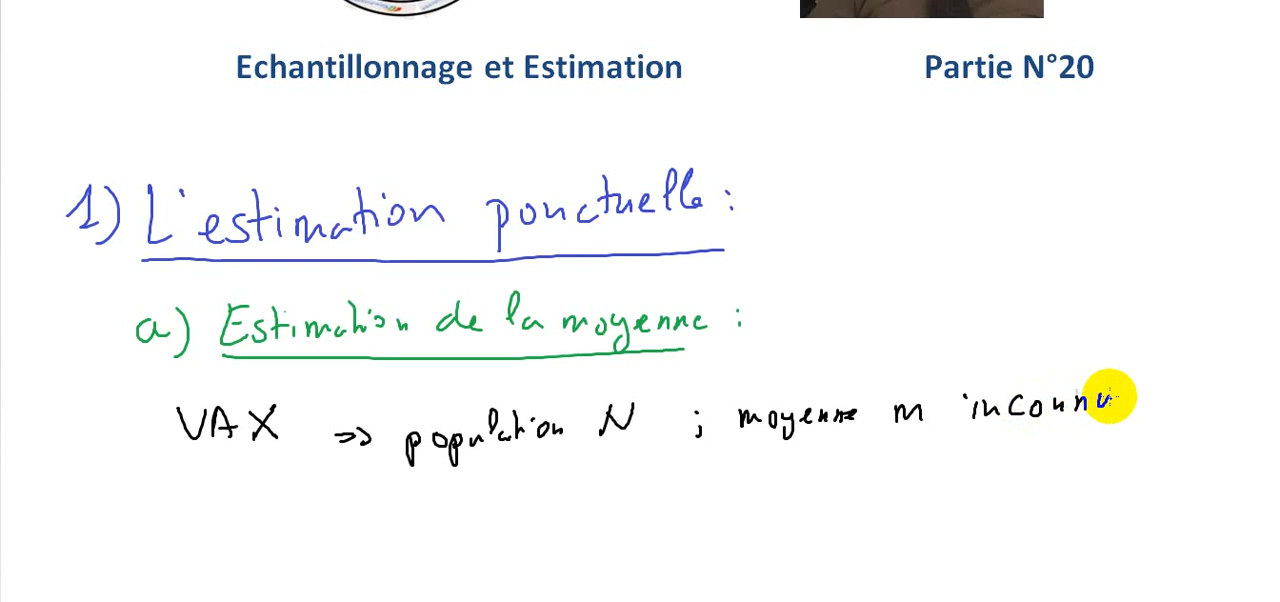 Echantillonnage et Estimation Partie N°20
1) L'estimation ponctuelle :
a) Estimation de la moyenne :
VAX => population N ; moyenne m inconnu